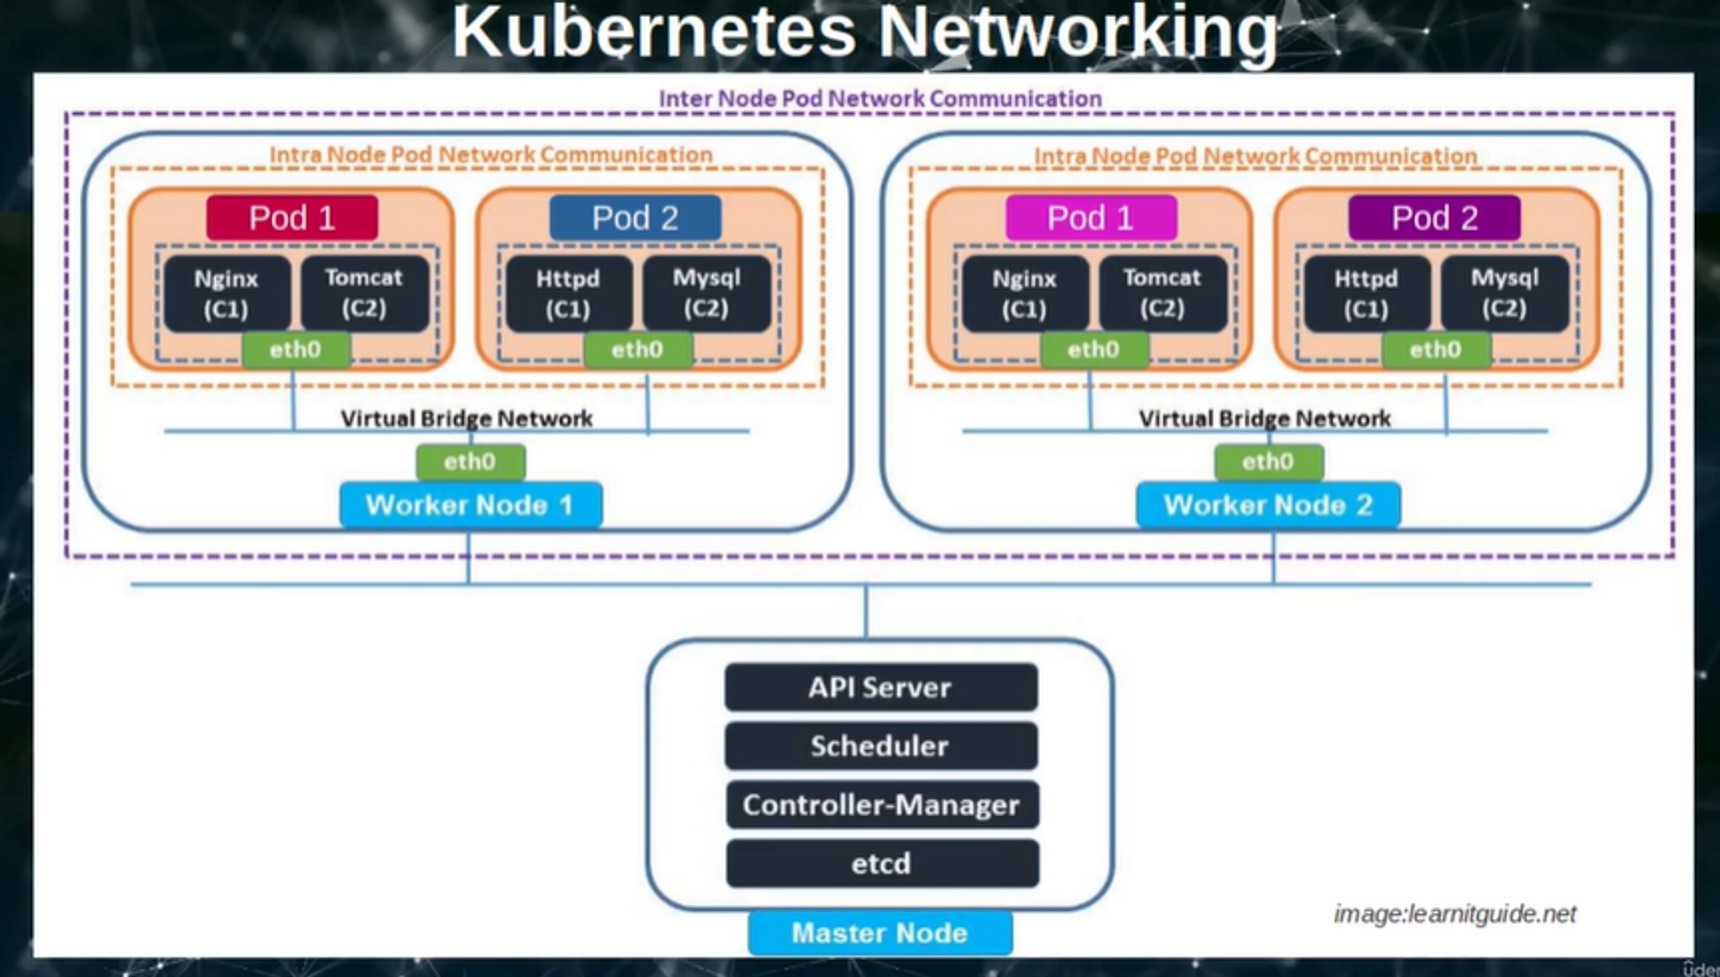 Kubernetes Networking
Inter Node Pod Network Communication
Intra Node Pod Network Communication
Pod 1
Nginx
(C1)
Tomcat
(C2)
eth0
Pod 2
Httpd
(C1)
Mysql
(C2)
eth0
Virtual Bridge Network
eth0
Worker Node 1
Intra Node Pod Network Communication
Pod 1
Nginx
(C1)
Tomcat
(C2)
eth0
Pod 2
Httpd
(C1)
Mysql
(C2)
eth0
Virtual Bridge Network
eth0
Worker Node 2
API Server
Scheduler
Controller-Manager
etcd
Master Node
image:learnitguide.net